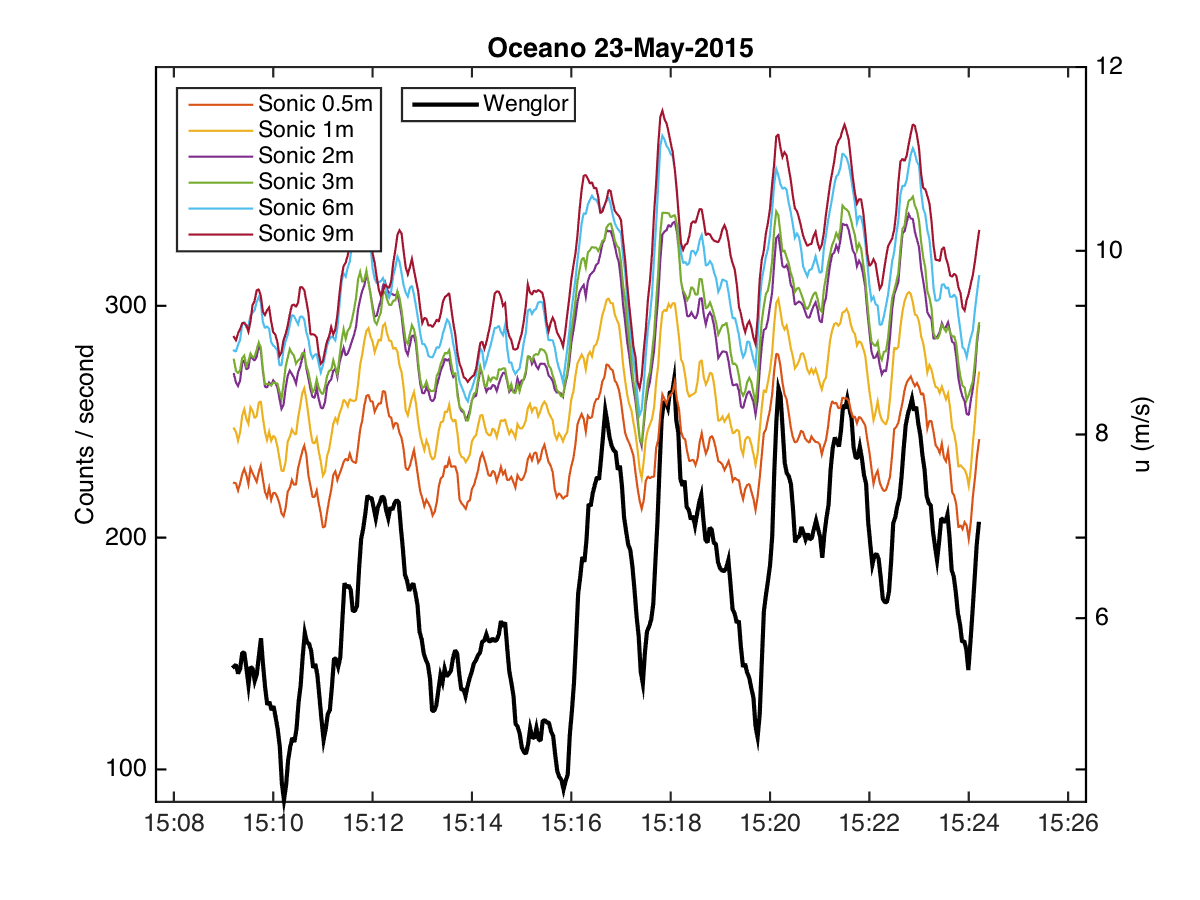 Oceano 23-May-2015
Sonic 0.5m
Sonic 1m
Sonic 2m
Sonic 3m
Sonic 6m
Sonic 9m
Wenglor
Counts / second
300
200
100
12
10
8
6
u (m/s)
15:08 15:10 15:12 15:14 15:16 15:18 15:20 15:22 15:24 15:26